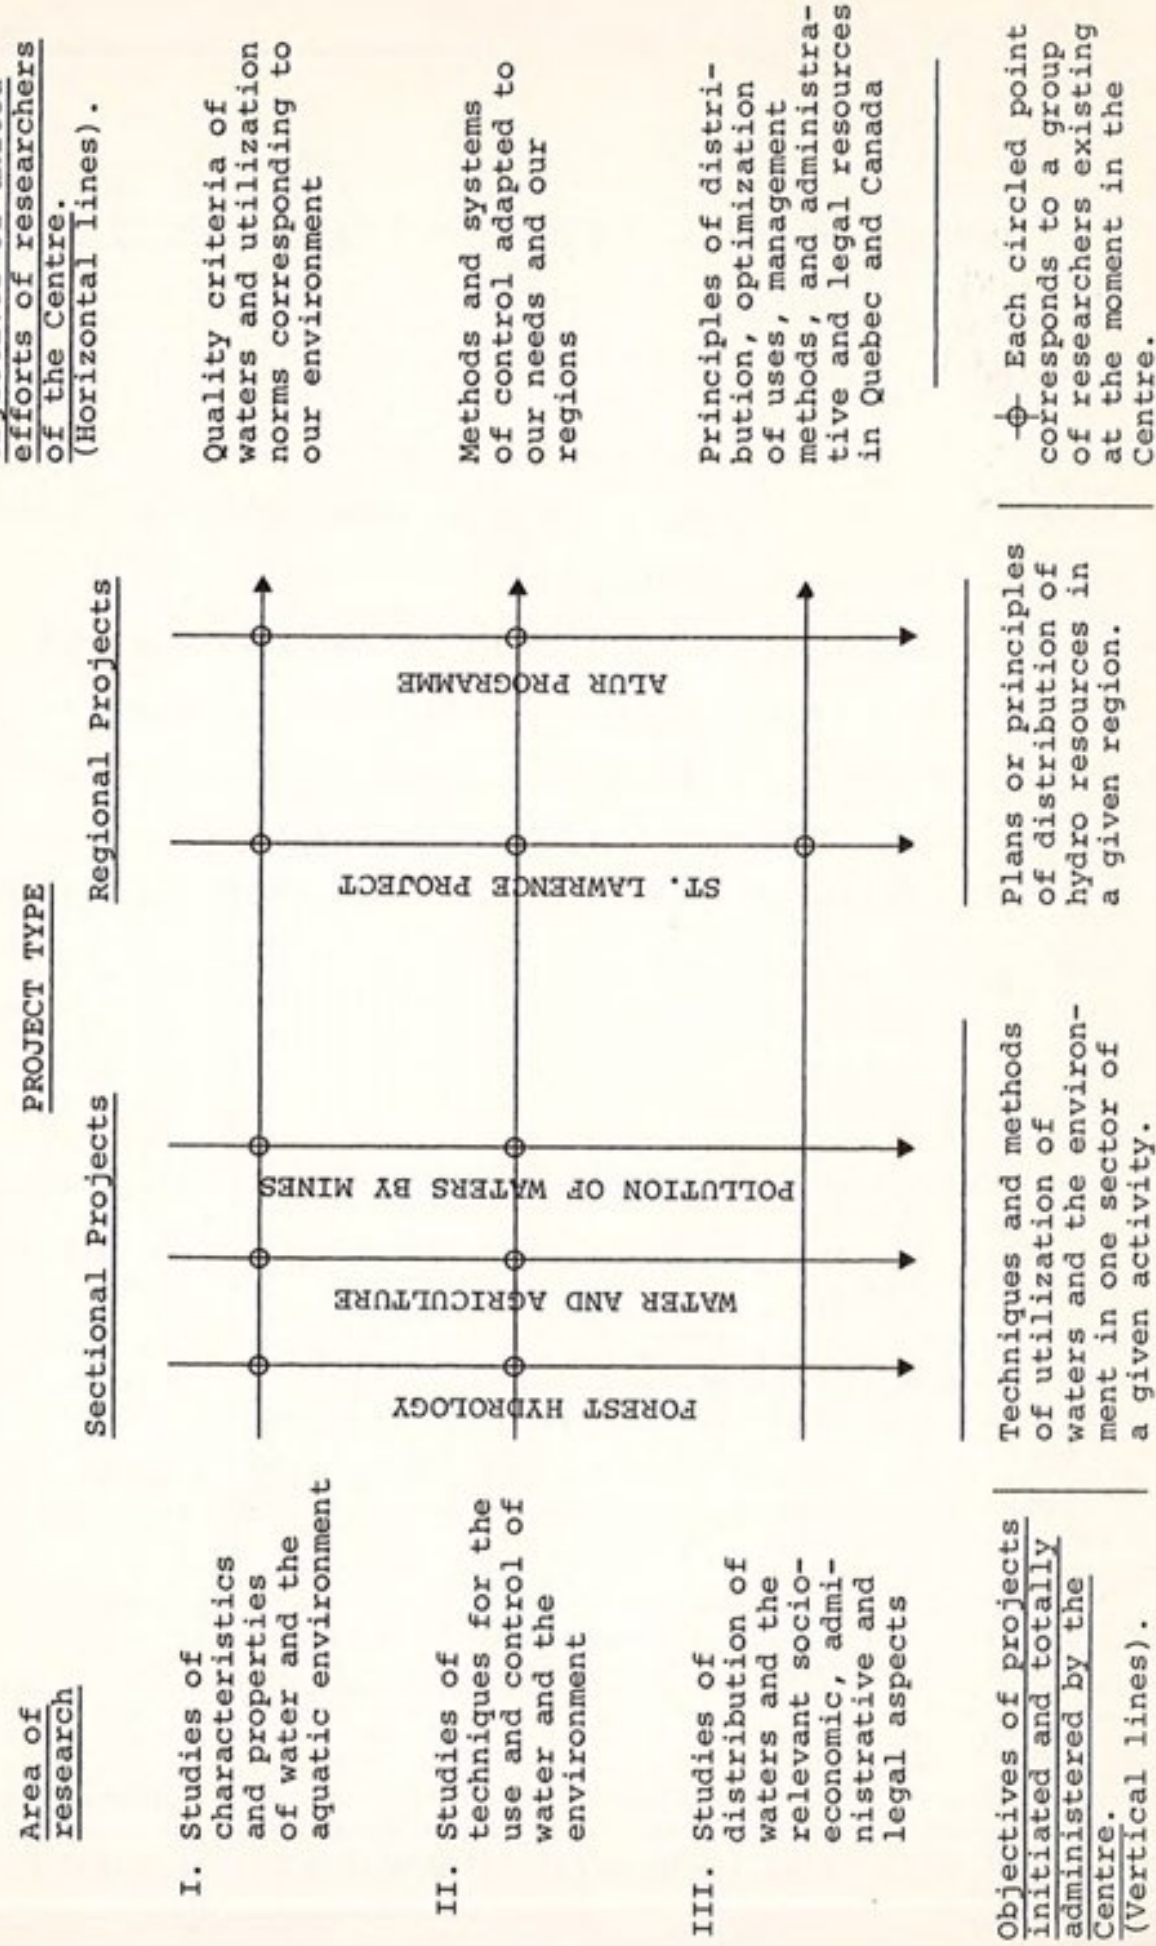 PROJECT TYPE
Area of
research
Sectional Projects
Regional Projects
efforts of researchers
of the Centre.
(Horizontal lines).
I. Studies of
characteristics
and properties
of water and the
aquatic environment
Quality criteria of
waters and utilization
norms corresponding to
our environment
II. Studies of
techniques for the
use and control of
water and the
environment
Methods and systems
of control adapted to
our needs and our
regions
III. Studies of
distribution of
waters and the
relevant socio-
economic, admi-
nistrative and
legal aspects
Principles of distri-
bution, optimization
of uses, management
methods, and administra-
tive and legal resources
in Quebec and Canada
FOREST HYDROLOGY
WATER AND AGRICULTURE
POLLUTION OF WATERS BY MINES
ST. LAWRENCE PROJECT
ALUR PROGRAMME
Objectives of projects
initiated and totally
administered by the
Centre.
(Vertical lines).
Techniques and methods
of utilization of
waters and the environ-
ment in one sector of
a given activity.
Plans or principles
of distribution of
hydro resources in
a given region.
Each circled point
corresponds to a group
of researchers existing
at the moment in the
Centre.